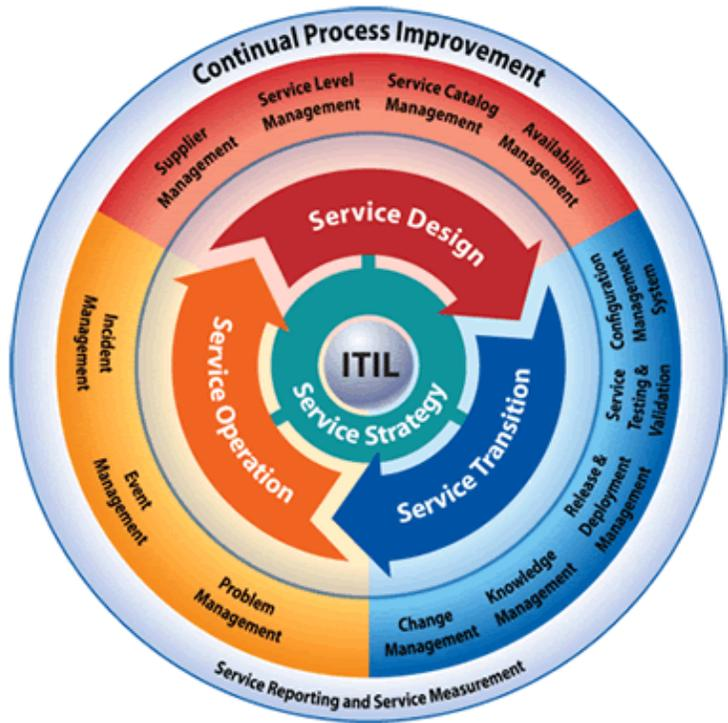 Continual Process Improvement
Supplier
Management
Service Level
Management
Service Catalog
Management
Availability
Management
Configuration
Management
System
Service
Testing &
Validation
Release &
Deployment
Management
Knowledge
Management
Change
Management
Problem
Management
Event
Management
Incident
Management
Service Design
Service Transition
Service Operation
Service Strategy
ITIL
Service Reporting and Service Measurement